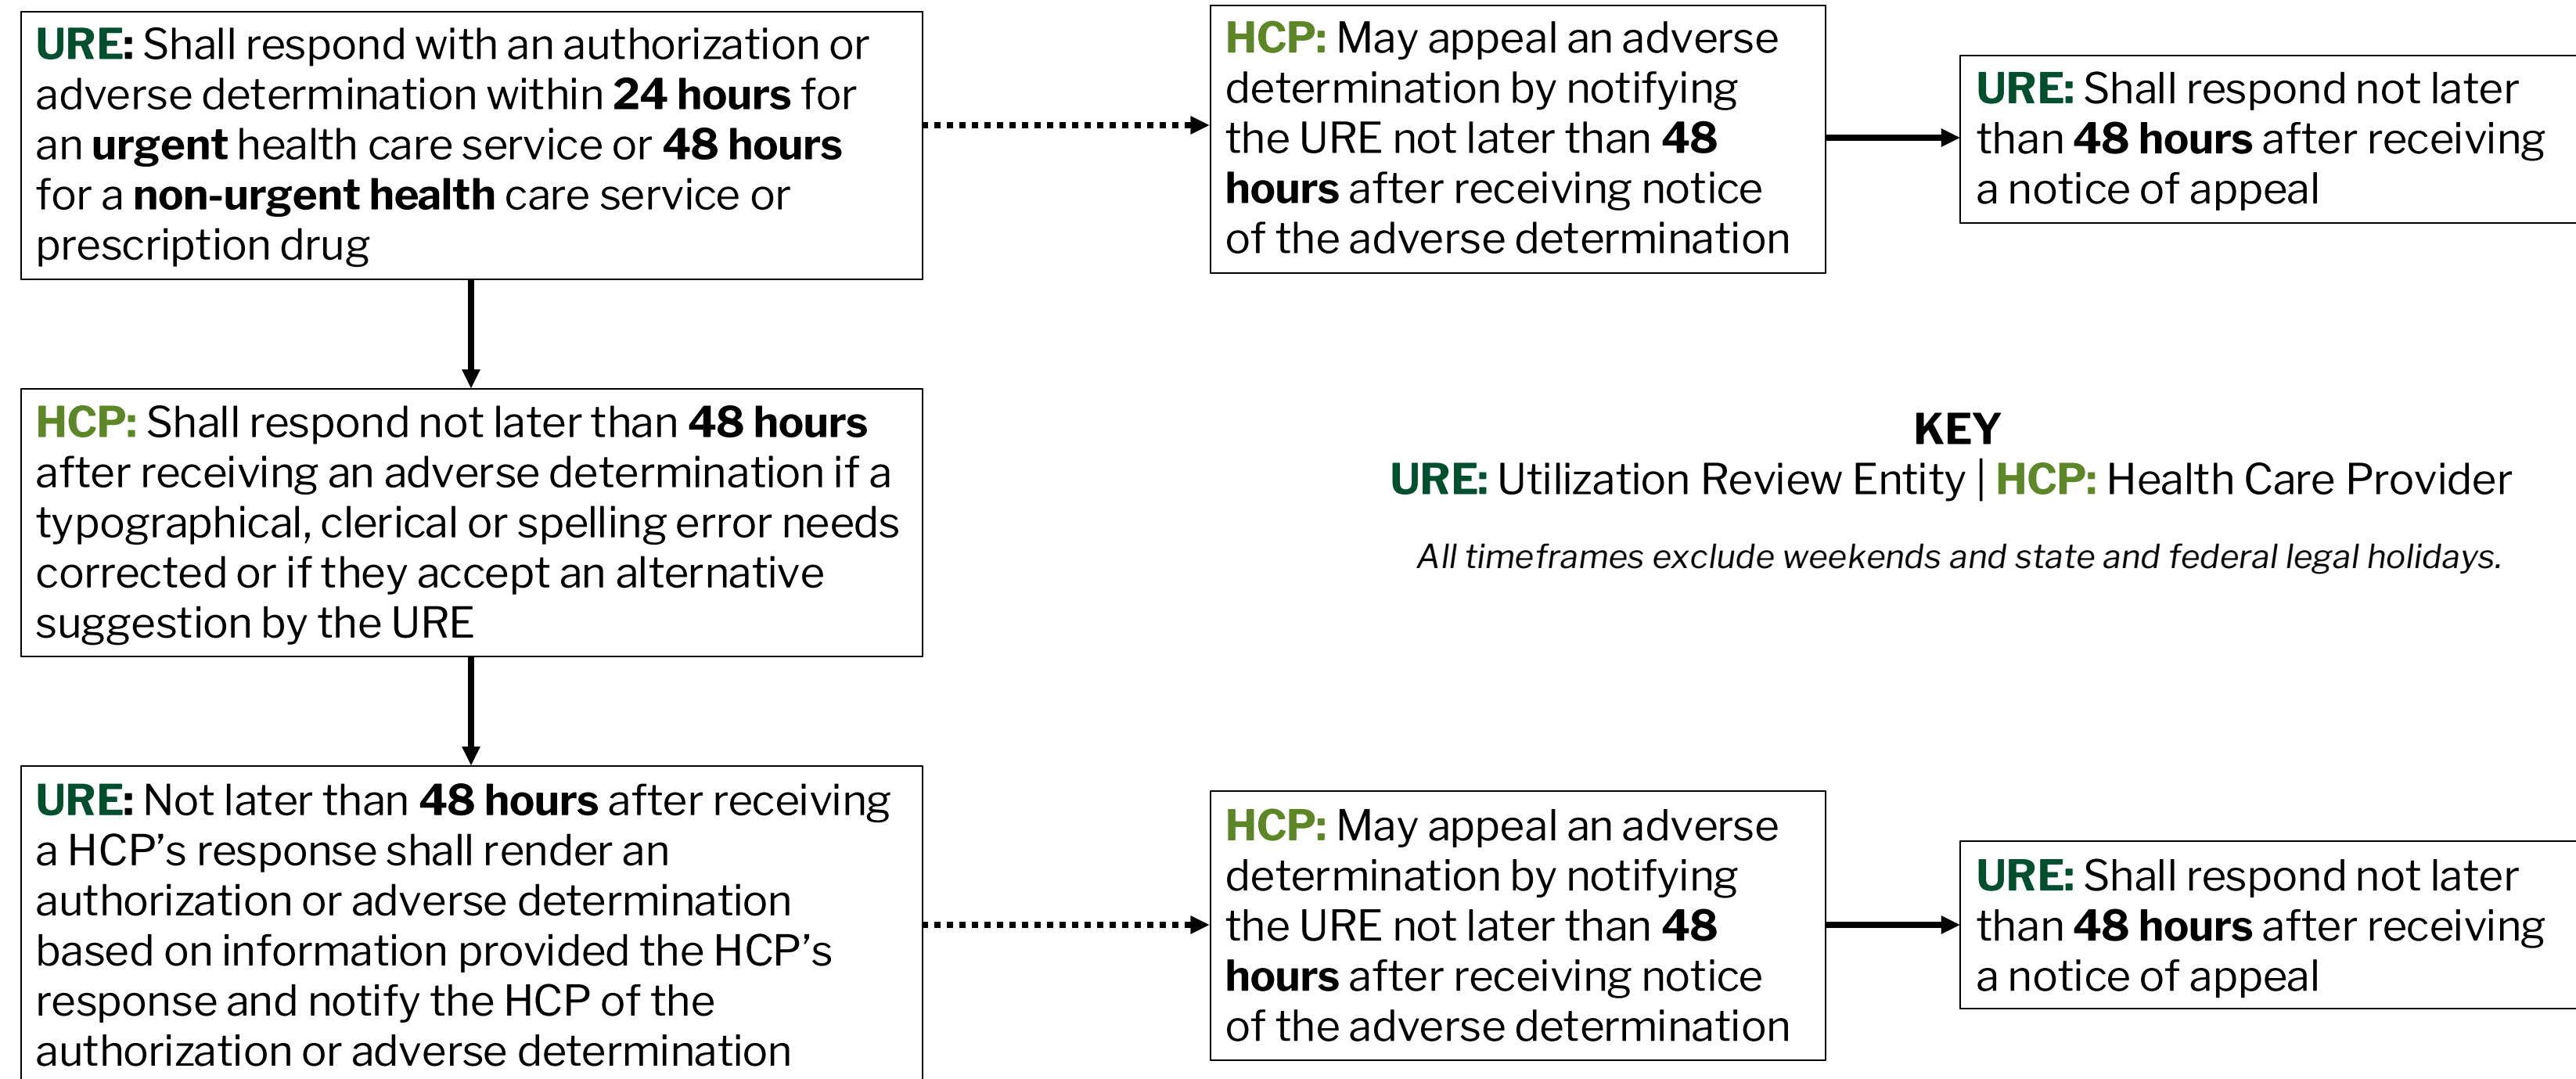 URE: Shall respond with an authorization or
adverse determination within 24 hours for
an urgent health care service or 48 hours
for a non-urgent health care service or
prescription drug
HCP: May appeal an adverse
determination by notifying
the URE not later than 48
hours after receiving notice
of the adverse determination
URE: Shall respond not later
than 48 hours after receiving
a notice of appeal
HCP: Shall respond not later than 48 hours
after receiving an adverse determination if a
typographical, clerical or spelling error needs
corrected or if they accept an alternative
suggestion by the URE
KEY
URE: Utilization Review Entity | HCP: Health Care Provider
All timeframes exclude weekends and state and federal legal holidays.
URE: Not later than 48 hours after receiving
a HCP’s response shall render an
authorization or adverse determination
based on information provided the HCP’s
response and notify the HCP of the
authorization or adverse determination
HCP: May appeal an adverse
determination by notifying
the URE not later than 48
hours after receiving notice
of the adverse determination
URE: Shall respond not later
than 48 hours after receiving
a notice of appeal